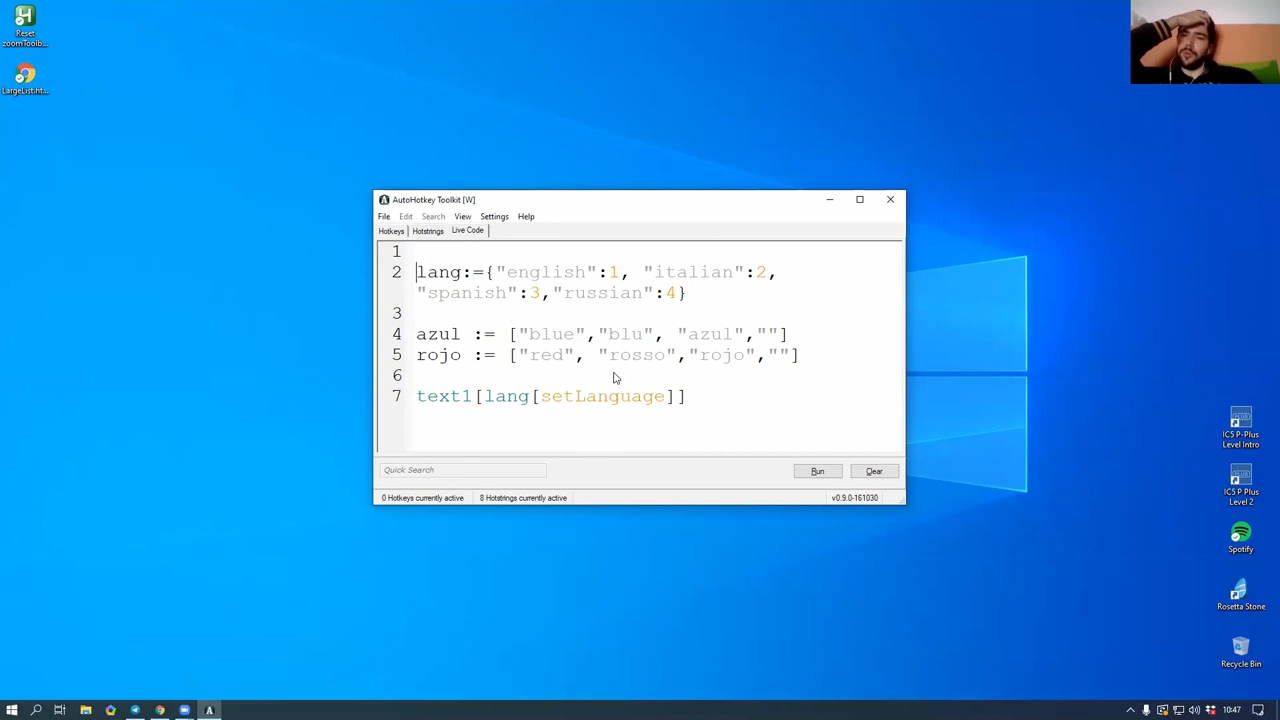 Reset
zoomToolb...
LargeList.ht...
AutoHotkey Toolkit [W]
File Edit Search View Settings Help
Hotkeys Hotstrings Live Code
1
2 lang:={"english":1, "italian":2,
"spanish":3,"russian":4}
3
4 azul := ["blue","blu", "azul",""]
5 rojo := ["red", "rosso","rojo",""]
6
7 text1[lang[setLanguage]]
Quick Search
Run Clear
0 Hotkeys currently active 8 Hotstrings currently active v0.9.0-161030
IC5 P-Plus
Level Intro
IC5 P Plus
Level 2
Spotify
Rosetta Stone
Recycle Bin
10:47